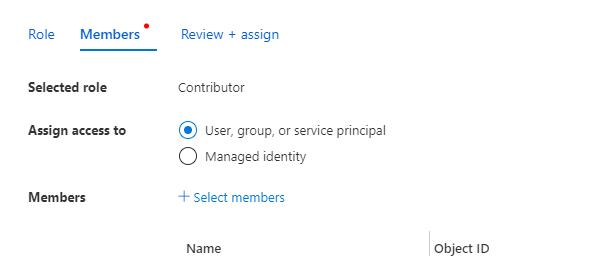 Role Members Review + assign
Selected role Contributor
Assign access to User, group, or service principal
Managed identity
Members + Select members
Name Object ID